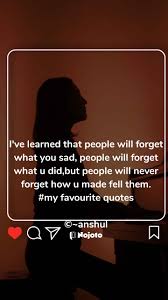 I've learned that people will forget
what you sad, people will forget
what u did,but people will never
forget how u made fell them.
#my favourite quotes
©~anshul
Nojoto